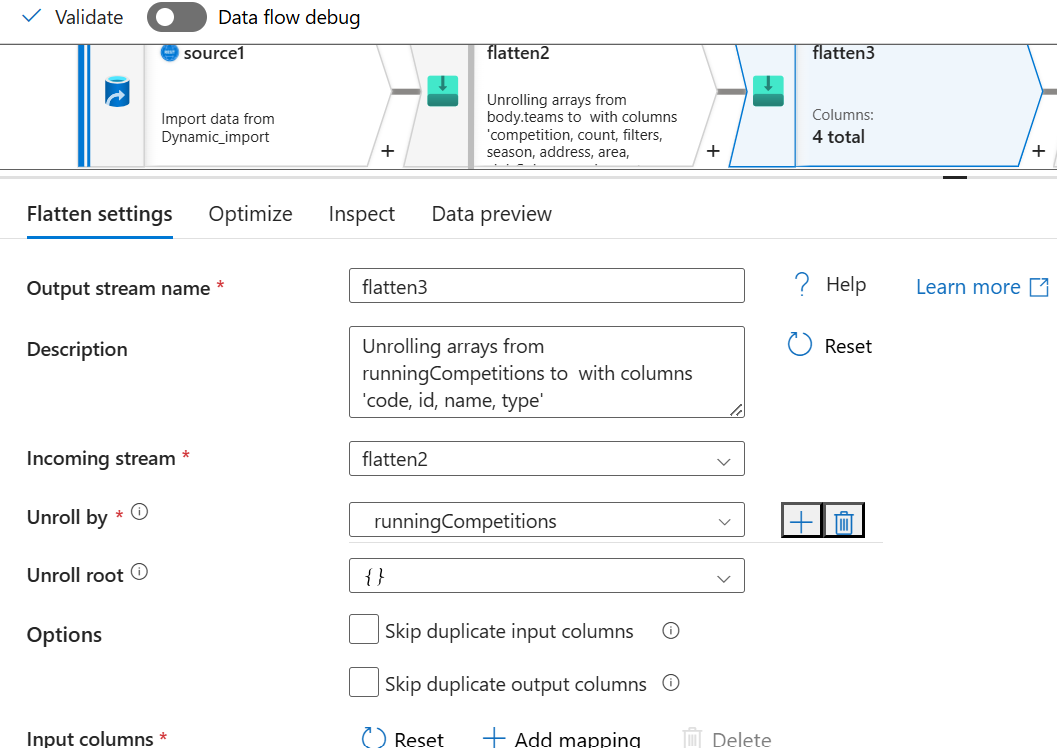 Validate Data flow debug
source1
Import data from
Dynamic_import
+
flatten2
Unrolling arrays from
body.teams to with columns
'competition, count, filters,
season, address, area,
+
flatten3
Columns:
4 total
+
Flatten settings Optimize Inspect Data preview
Output stream name * flatten3 ? Help Learn more
Description Unrolling arrays from
runningCompetitions to with columns
'code, id, name, type'
Reset
Incoming stream * flatten2
Unroll by * runningCompetitions
Unroll root {}
Options Skip duplicate input columns
Skip duplicate output columns
Input columns * Reset + Add mapping Delete